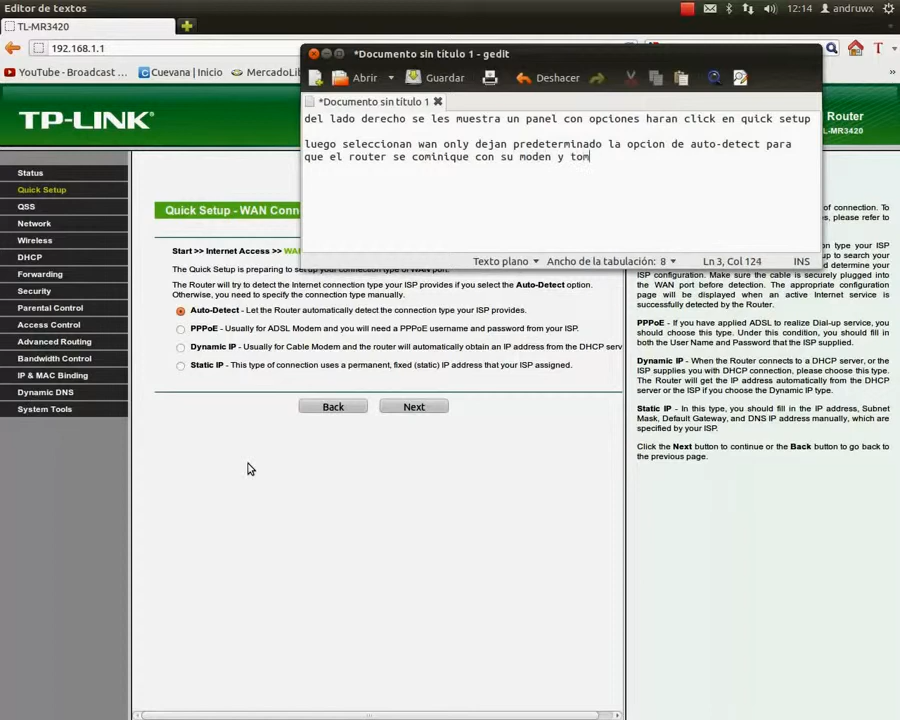 Editor de textos
12:14
andruwx
TL-MR3420
192.168.1.1
YouTube - Broadcast ...
Cuevana | Inicio
MercadoLib
*Documento sin título 1 - gedit
Abrir
Guardar
Deshacer
*Documento sin título 1
del lado derecho se les muestra un panel con opciones haran click en quick setup
luego seleccionan wan only dejan predeterminado la opcion de auto-detect para
que el router se cominique con su moden y tom
Texto plano
Ancho de la tabulación: 8
Ln 3, Col 124
INS
TP-LINK
Router
L-MR3420
Status
Quick Setup
QSS
Network
Wireless
DHCP
Forwarding
Security
Parental Control
Access Control
Advanced Routing
Bandwidth Control
IP & MAC Binding
Dynamic DNS
System Tools
Quick Setup - WAN Conn
Start >> Internet Access >> WA
The Quick Setup is preparing to set up your connection type of WAN port.
The Router will try to detect the Internet connection type your ISP provides if you select the Auto-Detect option.
Otherwise, you need to specify the connection type manually.
Auto-Detect - Let the Router automatically detect the connection type your ISP provides.
PPPoE - Usually for ADSL Modem and you will need a PPPoE username and password from your ISP.
Dynamic IP - Usually for Cable Modem and the router will automatically obtain an IP address from the DHCP serv
Static IP - This type of connection uses a permanent, fixed (static) IP address that your ISP assigned.
Back
Next
of connection. To
s, please refer to
on type your ISP
up to search your
d determine your
ISP configuration. Make sure the cable is securely plugged into
the WAN port before detection. The appropriate configuration
page will be displayed when an active Internet service is
successfully detected by the Router.
PPPoE - If you have applied ADSL to realize Dial-up service, you
should choose this type. Under this condition, you should fill in
both the User Name and Password that the ISP supplied.
Dynamic IP - When the Router connects to a DHCP server, or the
ISP supplies you with DHCP connection, please choose this type.
The Router will get the IP address automatically from the DHCP
server or the ISP if you choose the Dynamic IP type.
Static IP - In this type, you should fill in the IP address, Subnet
Mask, Default Gateway, and DNS IP address manually, which are
specified by your ISP.
Click the Next button to continue or the Back button to go back to
the previous page.